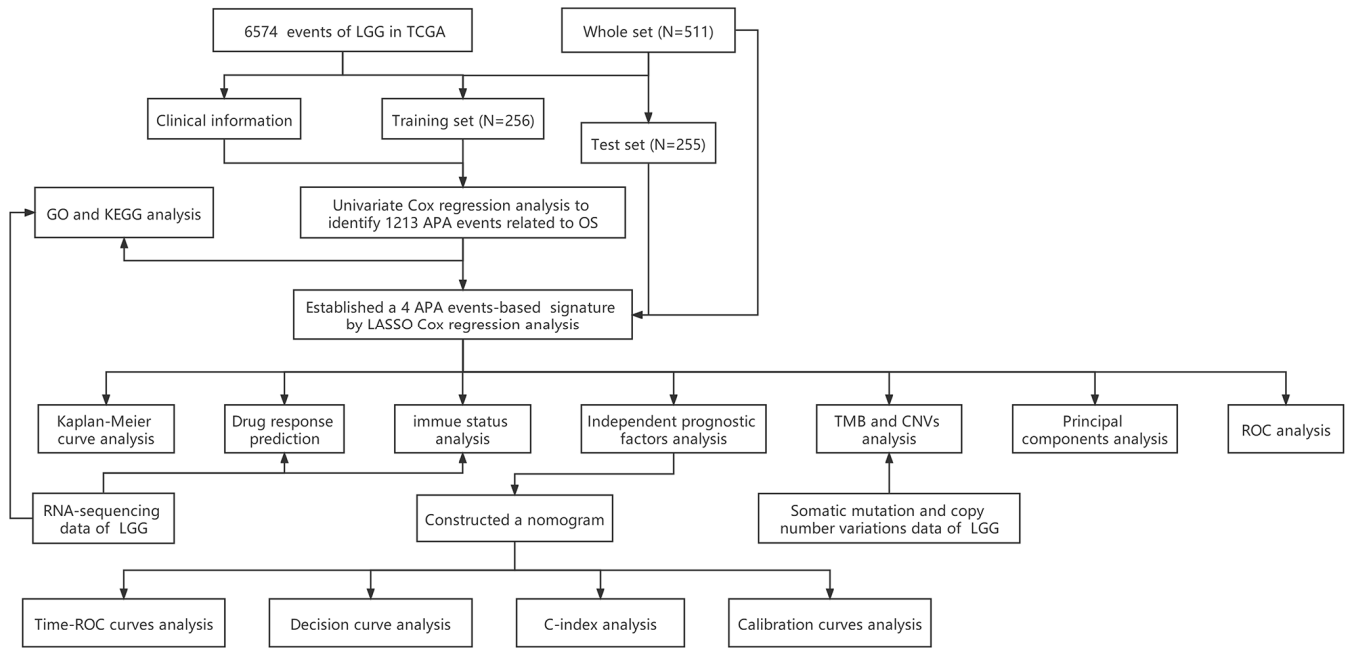 6574 events of LGG in TCGA
Whole set (N=511)
Clinical information
Training set (N=256)
Test set (N=255)
GO and KEGG analysis
Univariate Cox regression analysis to
identify 1213 APA events related to OS
Established a 4 APA events-based signature
by LASSO Cox regression analysis
Kaplan-Meier
curve analysis
Drug response
prediction
immue status
analysis
Independent prognostic
factors analysis
TMB and CNVs
analysis
Principal
components analysis
ROC analysis
RNA-sequencing
data of LGG
Constructed a nomogram
Somatic mutation and copy
number variations data of LGG
Time-ROC curves analysis
Decision curve analysis
C-index analysis
Calibration curves analysis